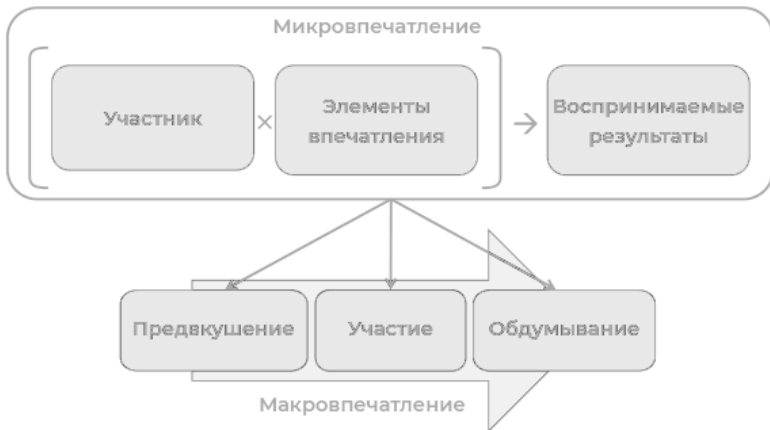 Микровпечатление
Участник
×
Элементы
впечатления
Воспринимаемые
результаты
Предвкушение
Участие
Обдумывание
Макровпечатление